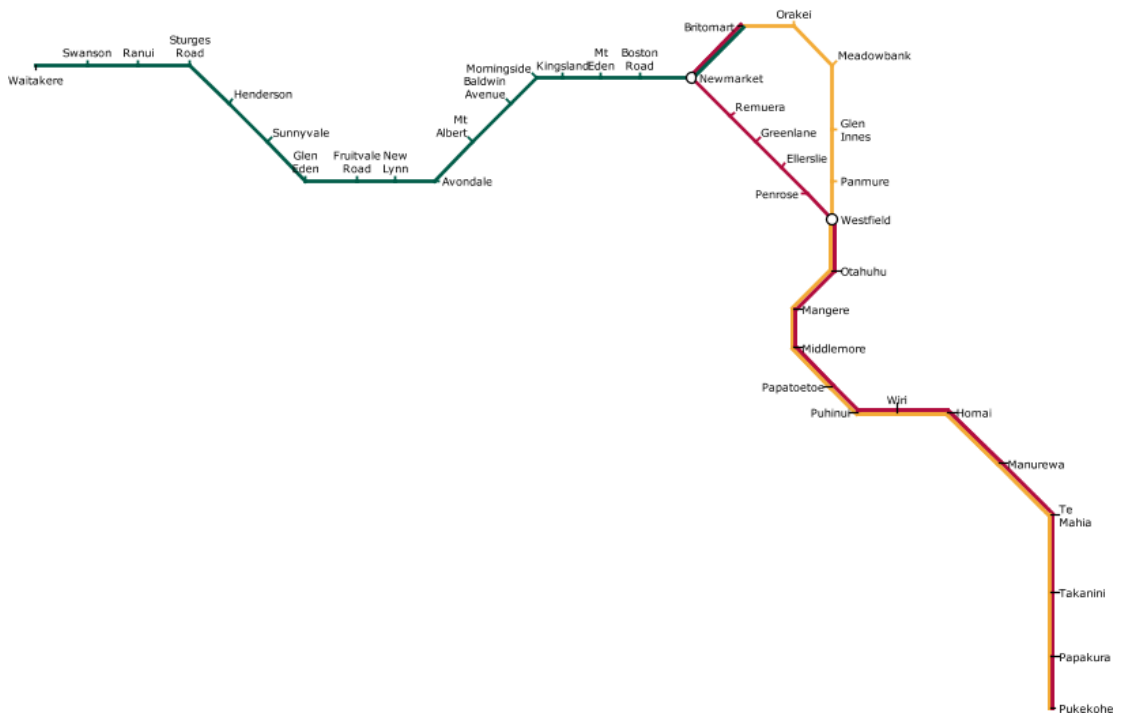 Waitakere
Swanson
Ranui
Sturges
Road
Henderson
Sunnyvale
Glen
Eden
Fruitvale
Road
New
Lynn
Avondale
Mt
Albert
Baldwin
Avenue
Morningside
Kingsland
Mt
Eden
Boston
Road
Newmarket
Britomart
Orakei
Meadowbank
Glen
Innes
Panmure
Remuera
Greenlane
Ellerslie
Penrose
Westfield
Otahuhu
Mangere
Middlemore
Papatoetoe
Puhinui
Wiri
Homai
Manurewa
Te
Mahia
Takanini
Papakura
Pukekohe